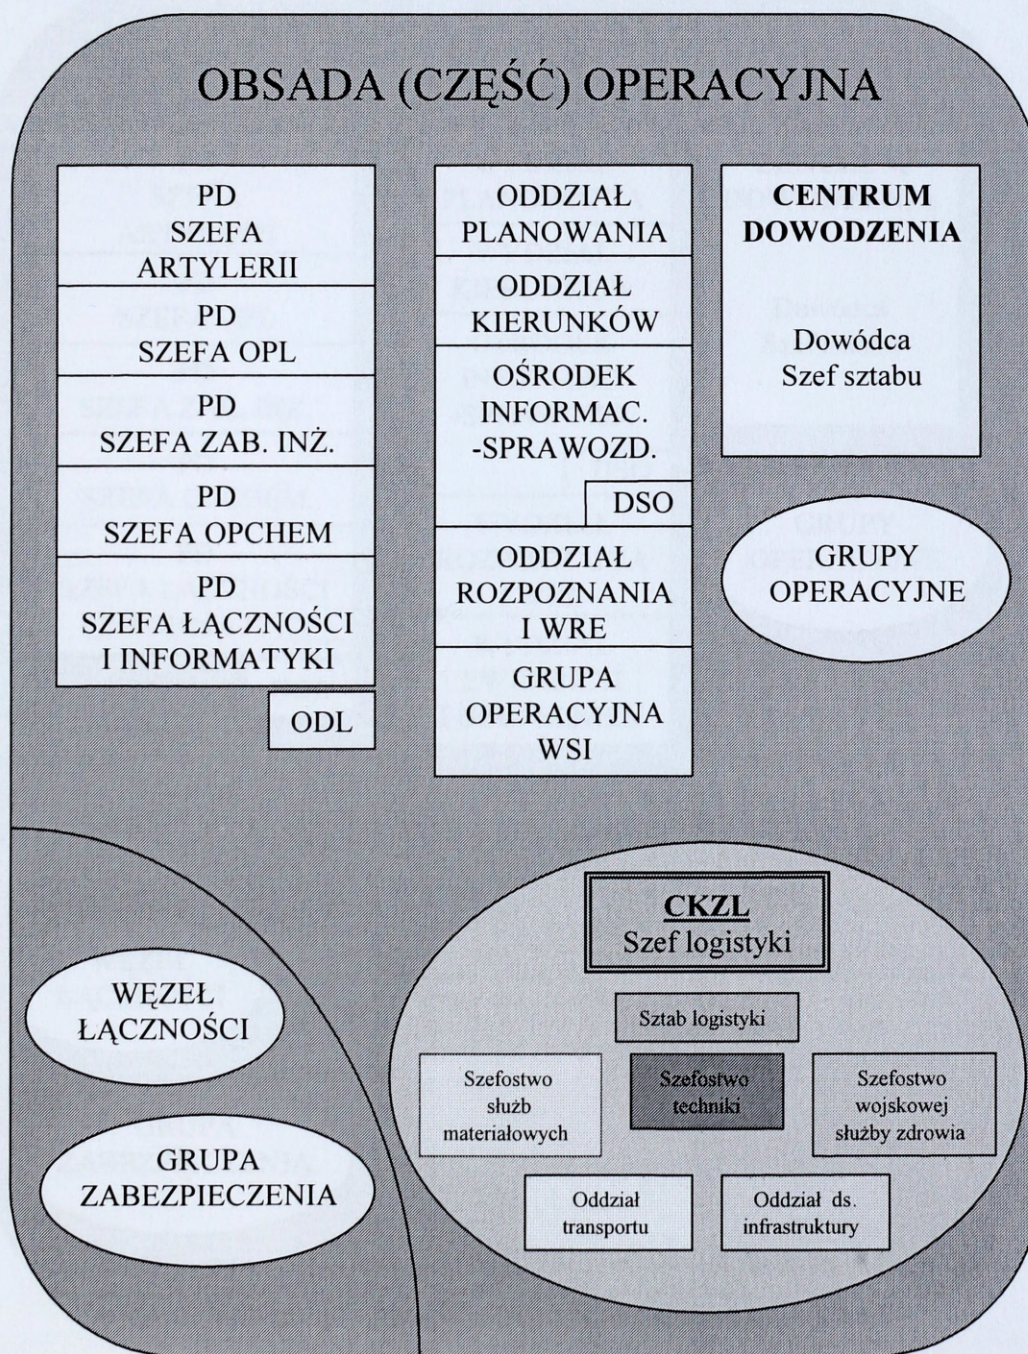 OBSADA (CZĘŚĆ) OPERACYJNA
PD
SZEFA
ARTYLERII
PD
SZEFA OPL
PD
SZEFA ZAB. INŻ.
PD
SZEFA OPCHEM
PD
SZEFA ŁĄCZNOŚCI
I INFORMATYKI
ODL
ODDZIAŁ
PLANOWANIA
ODDZIAŁ
KIERUNKÓW
OŚRODEK
INFORMAC.
-SPRAWOZD.
DSO
ODDZIAŁ
ROZPOZNANIA
I WRE
GRUPA
OPERACYJNA
WSI
CENTRUM
DOWODZENIA
Dowódca
Szef sztabu
GRUPY
OPERACYJNE
WĘZEŁ
ŁĄCZNOŚCI
GRUPA
ZABEZPIECZENIA
CKZL
Szef logistyki
Sztab logistyki
Szefostwo
służb
materiałowych
Szefostwo
techniki
Szefostwo
wojskowej
służby zdrowia
Oddział
transportu
Oddział ds.
infrastruktury